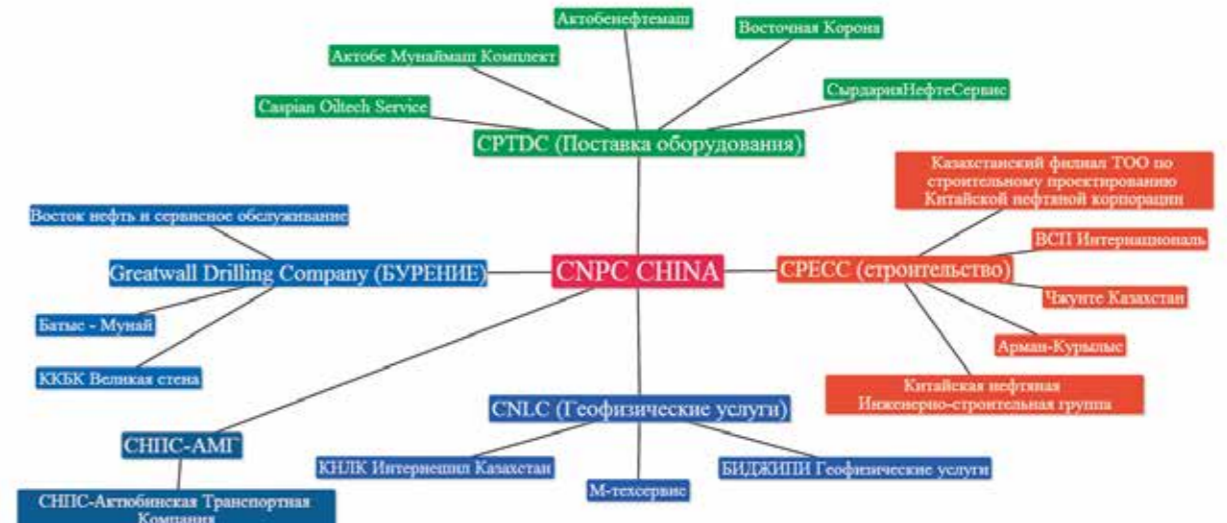 Актобенефтемаш
Восточная Корона
Актобе Мунаймаш Комплект
СырдарияНефтеСервис
Caspian Oiltech Service
CPTDC (Поставка оборудования)
Казахстанский филиал ТОО по
строительному проектированию
Китайской нефтяной корпорации
Восток нефть и сервисное обслуживание
ВСП Интернациональ
Greatwall Drilling Company (БУРЕНИЕ)
CNPC CHINA
CPECC (строительство)
Чжунте Казахстан
Батыс - Мунай
Арман-Курылыс
ККБК Великая стена
Китайская нефтяная
Инженерно-строительная группа
CNLC (Геофизические услуги)
СНПС-АМГ
КНЛК Интернешнл Казахстан
БИДЖИПИ Геофизические услуги
М-техсервис
СНПС-Актюбинская Транспортная
Компания